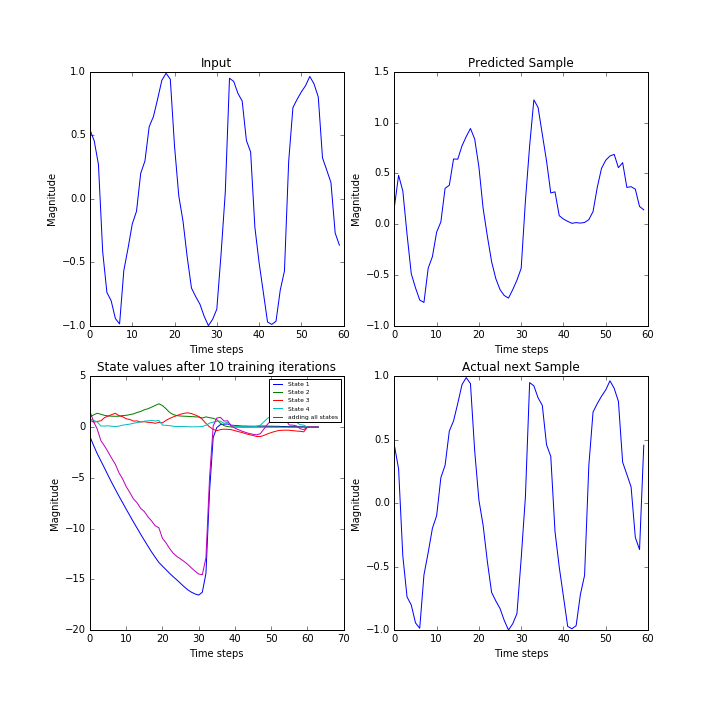 Input
1.0
0.5
0.0
−0.5
−1.0
Magnitude
0 10 20 30 40 50 60
Time steps
Predicted Sample
1.5
1.0
0.5
0.0
−0.5
−1.0
Magnitude
0 10 20 30 40 50 60
Time steps
State values after 10 training iterations
5
0
−5
−10
−15
−20
Magnitude
State 1
State 2
State 3
State 4
adding all states
0 10 20 30 40 50 60 70
Time steps
Actual next Sample
1.0
0.5
0.0
−0.5
−1.0
Magnitude
0 10 20 30 40 50 60
Time steps